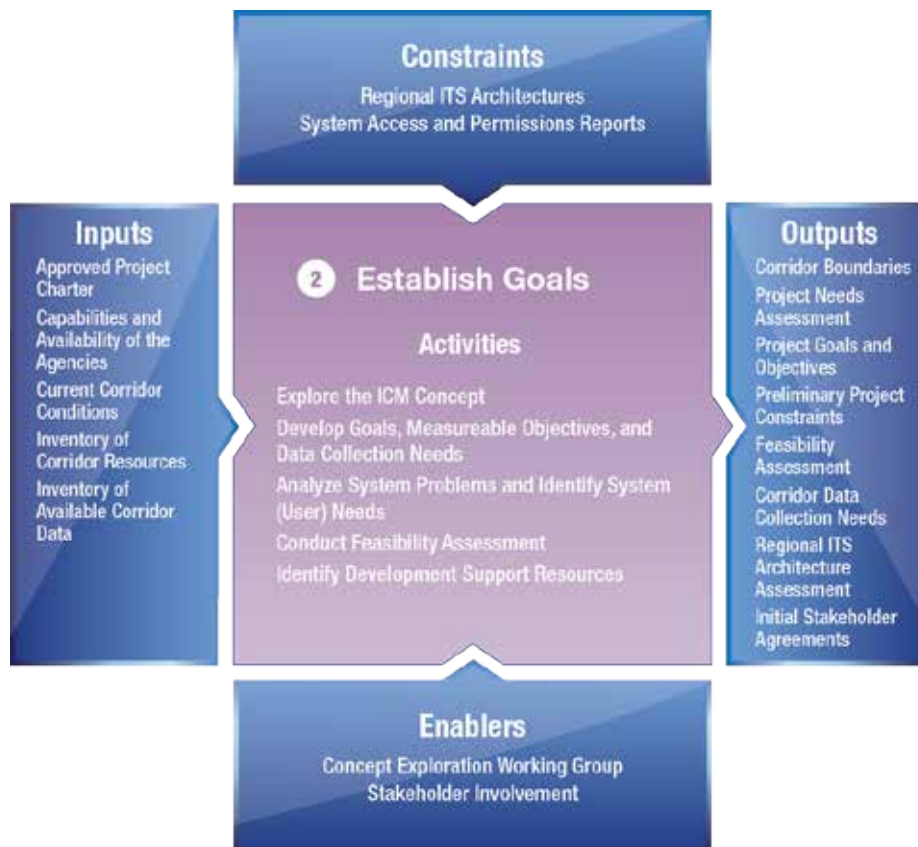 Constraints
Regional ITS Architectures
System Access and Permissions Reports
Inputs
Approved Project
Charter
Capabilities and
Availability of the
Agencies
Current Corridor
Conditions
Inventory of
Corridor Resources
Inventory of
Available Corridor
Data
2 Establish Goals
Activities
Explore the ICM Concept
Develop Goals, Measureable Objectives, and
Data Collection Needs
Analyze System Problems and Identify System
(User) Needs
Conduct Feasibility Assessment
Identify Development Support Resources
Outputs
Corridor Boundaries
Project Needs
Assessment
Project Goals and
Objectives
Preliminary Project
Constraints
Feasibility
Assessment
Corridor Data
Collection Needs
Regional ITS
Architecture
Assessment
Initial Stakeholder
Agreements
Enablers
Concept Exploration Working Group
Stakeholder Involvement